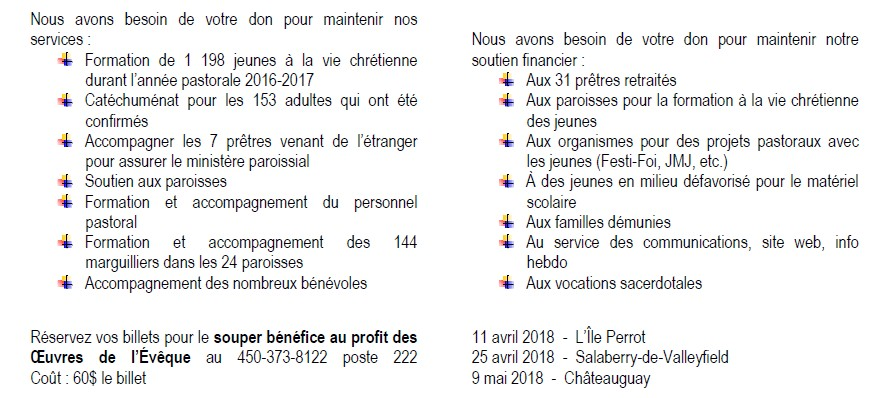 Nous avons besoin de votre don pour maintenir nos
services :
Formation de 1 198 jeunes à la vie chrétienne
durant l'année pastorale 2016-2017
Catéchuménat pour les 153 adultes qui ont été
confirmés
Accompagner les 7 prêtres venant de l'étranger
pour assurer le ministère paroissial
Soutien aux paroisses
Formation et accompagnement du personnel
pastoral
Formation et accompagnement des 144
marguilliers dans les 24 paroisses
Accompagnement des nombreux bénévoles
Réservez vos billets pour le souper bénéfice au profit des
Œuvres de l'Évêque au 450-373-8122 poste 222
Coût : 60$ le billet
Nous avons besoin de votre don pour maintenir notre
soutien financier :
Aux 31 prêtres retraités
Aux paroisses pour la formation à la vie chrétienne
des jeunes
Aux organismes pour des projets pastoraux avec
les jeunes (Festi-Foi, JMJ, etc.)
À des jeunes en milieu défavorisé pour le matériel
scolaire
Aux familles démunies
Au service des communications, site web, info
hebdo
Aux vocations sacerdotales
11 avril 2018 - L'Île Perrot
25 avril 2018 - Salaberry-de-Valleyfield
9 mai 2018 - Châteauguay